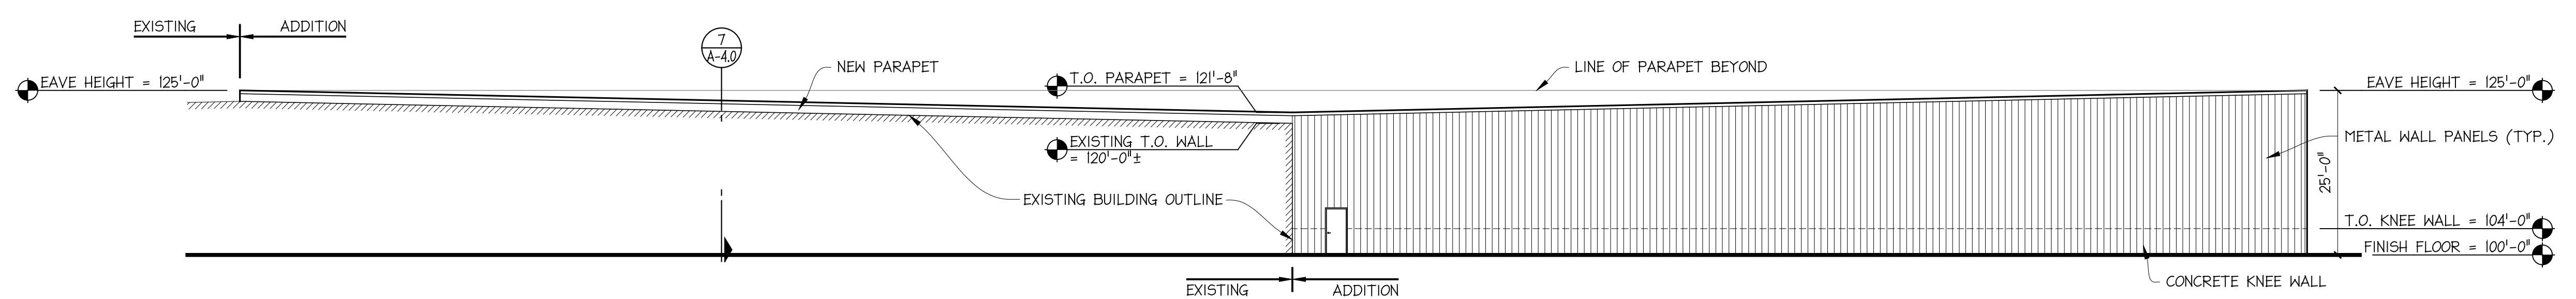 EXISTING
ADDITION
7
A-4.0
EAVE HEIGHT = 125'-0"
NEW PARAPET
T.O. PARAPET = 121'-8"
LINE OF PARAPET BEYOND
EAVE HEIGHT = 125'-0"
EXISTING T.O. WALL
= 120'-0"±
METAL WALL PANELS (TYP.)
25'-0"
EXISTING BUILDING OUTLINE
T.O. KNEE WALL = 104'-0"
FINISH FLOOR = 100'-0"
CONCRETE KNEE WALL
EXISTING
ADDITION